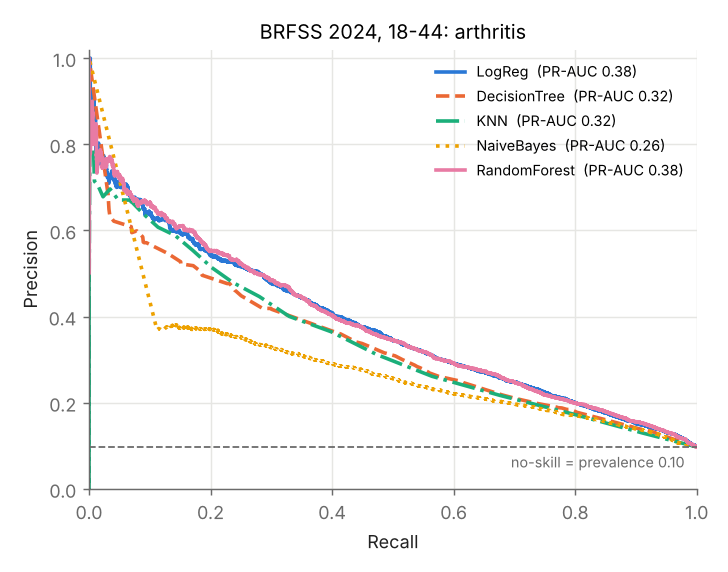 BRFSS 2024, 18-44: arthritis
LogReg (PR-AUC 0.38)
DecisionTree (PR-AUC 0.32)
KNN (PR-AUC 0.32)
NaiveBayes (PR-AUC 0.26)
RandomForest (PR-AUC 0.38)
Precision
1.0
0.8
0.6
0.4
0.2
0.0
no-skill = prevalence 0.10
0.0 0.2 0.4 0.6 0.8 1.0
Recall